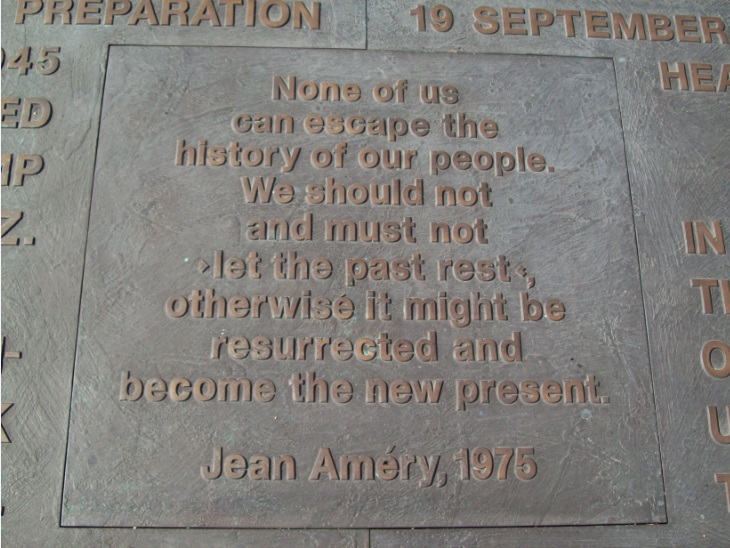 PREPARATION
19 SEPTEMBER
None of us
can escape the
history of our people.
We should not
and must not
›let the past rest‹,
otherwise it might be
resurrected and
become the new present.
Jean Améry, 1975
945
ED
MP
Z.
IN